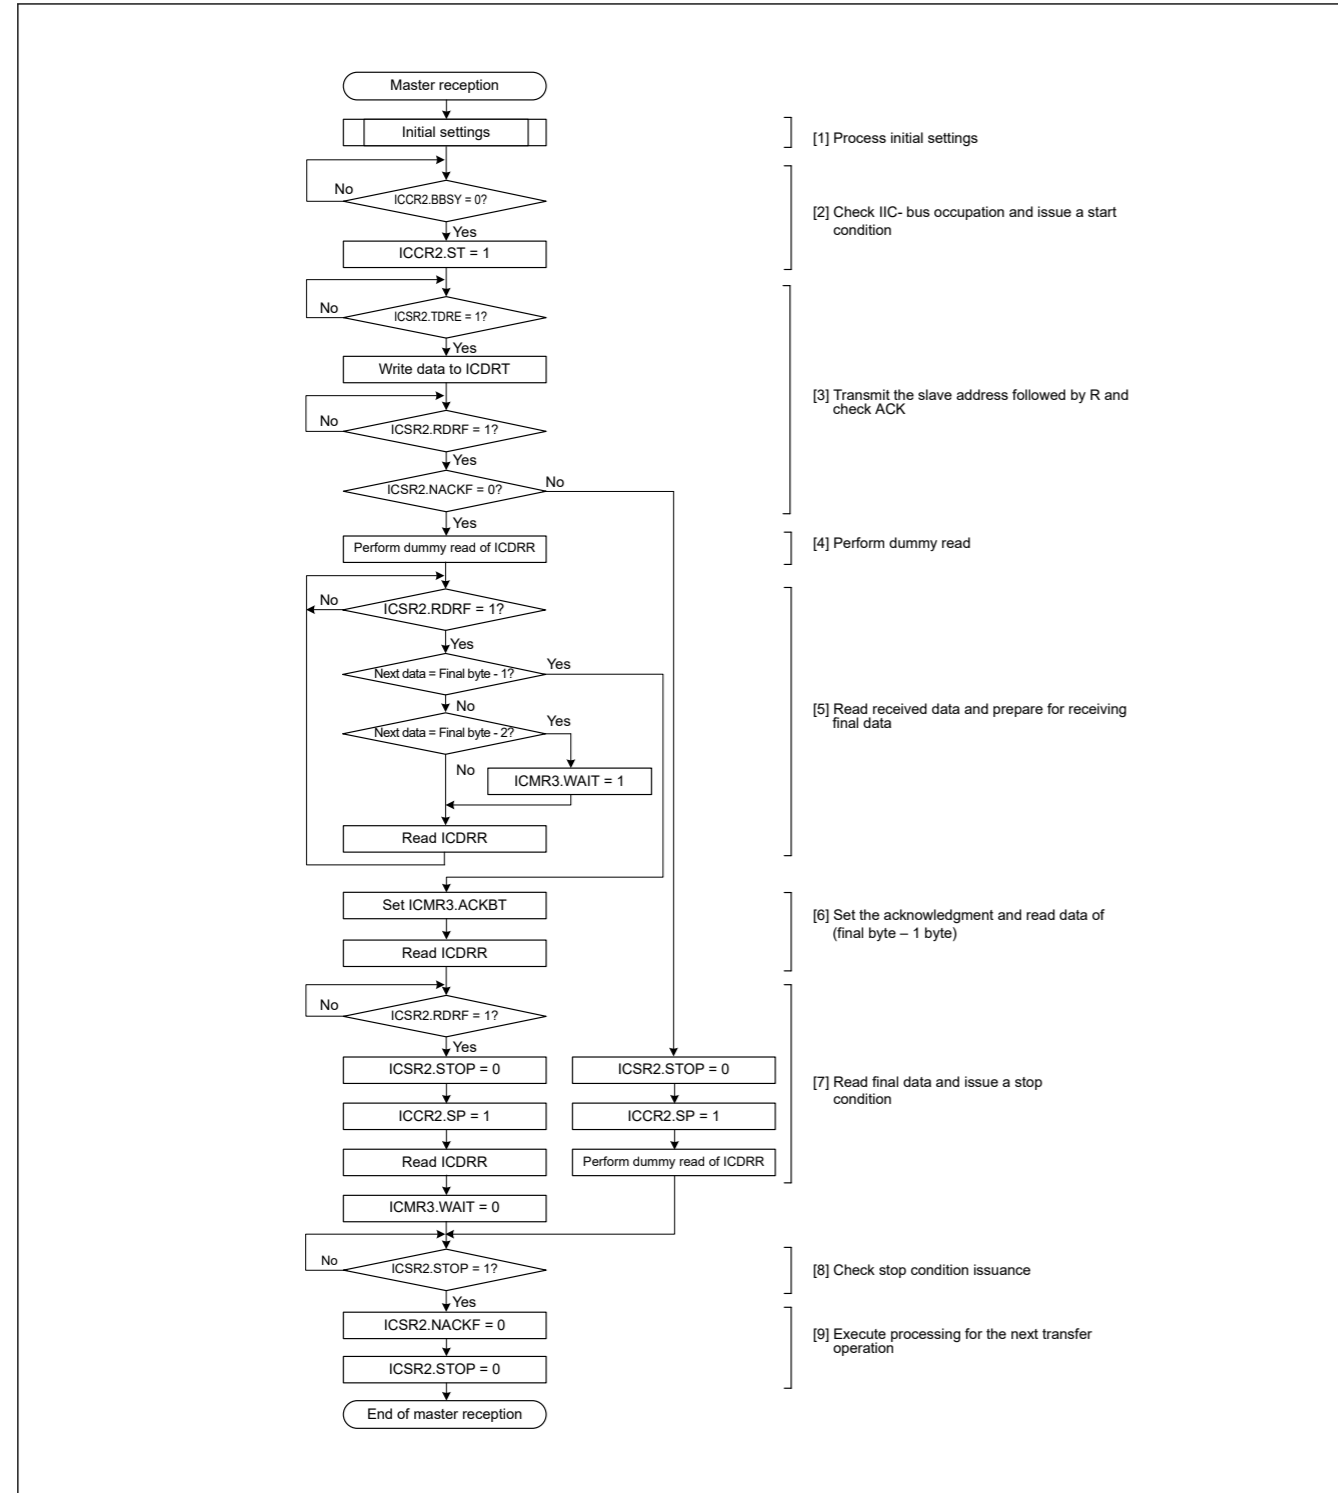 Master reception
Initial settings
[1] Process initial settings
No
ICCR2.BBSY = 0?
Yes
[2] Check IIC- bus occupation and issue a start
condition
ICCR2.ST = 1
No
ICSR2.TDRE = 1?
Yes
Write data to ICDRT
[3] Transmit the slave address followed by R and
check ACK
No
ICSR2.RDRF = 1?
Yes
ICSR2.NACKF = 0?
No
Yes
Perform dummy read of ICDRR
[4] Perform dummy read
No
ICSR2.RDRF = 1?
Yes
Next data = Final byte - 1?
Yes
No
Next data = Final byte - 2?
Yes
[5] Read received data and prepare for receiving
final data
No
ICMR3.WAIT = 1
Read ICDRR
Set ICMR3.ACKBT
[6] Set the acknowledgment and read data of
(final byte – 1 byte)
Read ICDRR
No
ICSR2.RDRF = 1?
Yes
ICSR2.STOP = 0
ICSR2.STOP = 0
[7] Read final data and issue a stop
condition
ICCR2.SP = 1
ICCR2.SP = 1
Read ICDRR
Perform dummy read of ICDRR
ICMR3.WAIT = 0
No
ICSR2.STOP = 1?
[8] Check stop condition issuance
Yes
ICSR2.NACKF = 0
[9] Execute processing for the next transfer
operation
ICSR2.STOP = 0
End of master reception